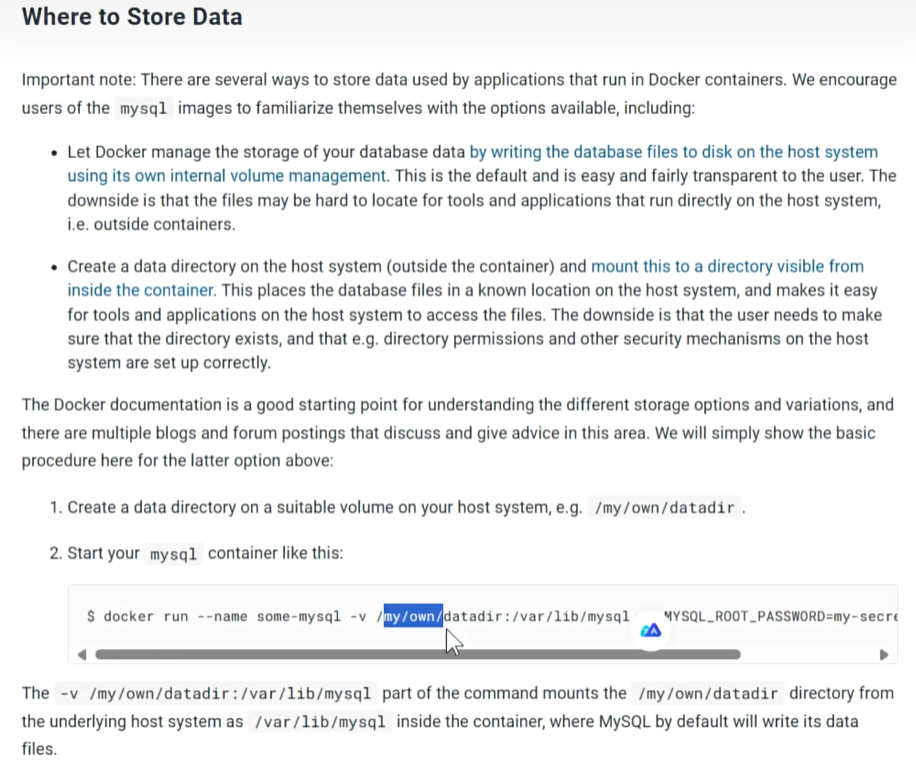 Where to Store Data
Important note: There are several ways to store data used by applications that run in Docker containers. We encourage
users of the mysql images to familiarize themselves with the options available, including:
• Let Docker manage the storage of your database data by writing the database files to disk on the host system
using its own internal volume management. This is the default and is easy and fairly transparent to the user. The
downside is that the files may be hard to locate for tools and applications that run directly on the host system,
i.e. outside containers.
• Create a data directory on the host system (outside the container) and mount this to a directory visible from
inside the container. This places the database files in a known location on the host system, and makes it easy
for tools and applications on the host system to access the files. The downside is that the user needs to make
sure that the directory exists, and that e.g. directory permissions and other security mechanisms on the host
system are set up correctly.
The Docker documentation is a good starting point for understanding the different storage options and variations, and
there are multiple blogs and forum postings that discuss and give advice in this area. We will simply show the basic
procedure here for the latter option above:
1. Create a data directory on a suitable volume on your host system, e.g. /my/own/datadir .
2. Start your mysql container like this:
$ docker run --name some-mysql -v /my/own/datadir:/var/lib/mysql MYSQL_ROOT_PASSWORD=my-secre
The -v /my/own/datadir:/var/lib/mysql part of the command mounts the /my/own/datadir directory from
the underlying host system as /var/lib/mysql inside the container, where MySQL by default will write its data
files.